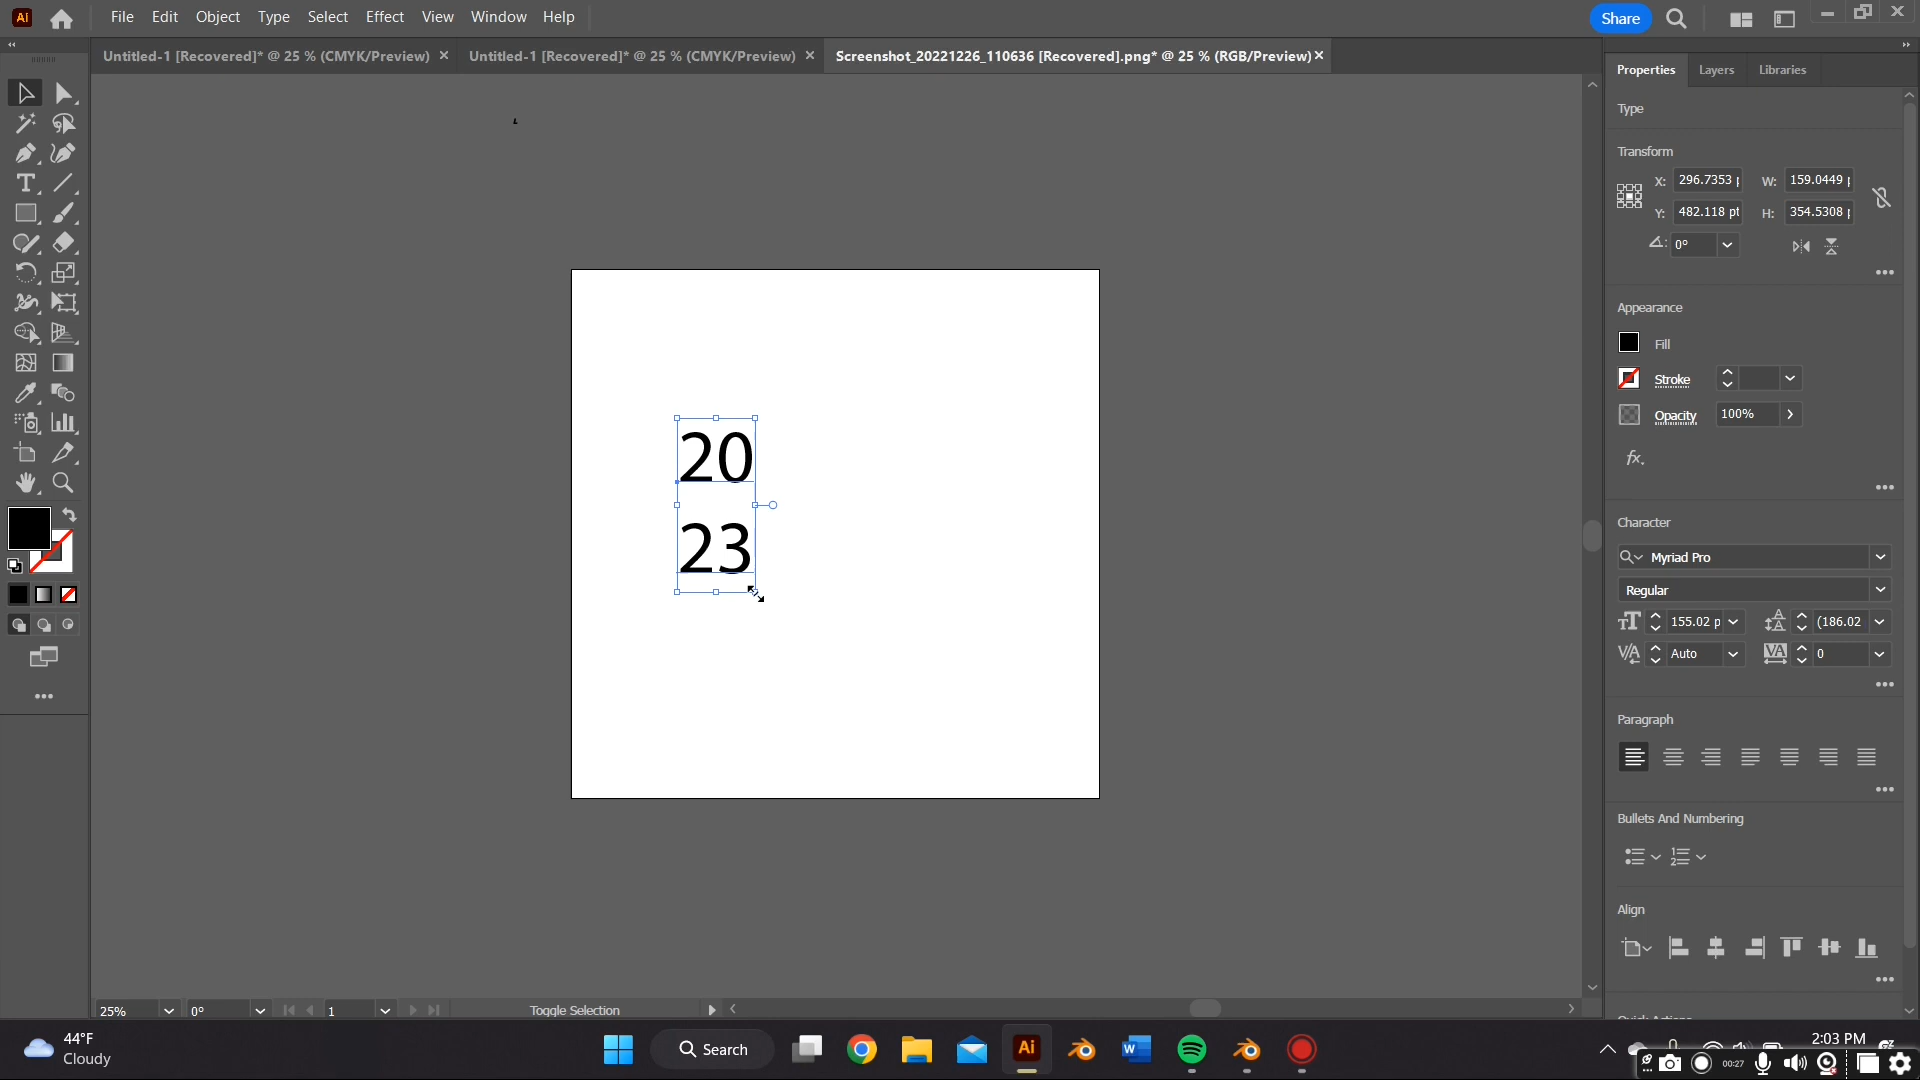 Ai File Edit Object Type Select Effect View Window Help Share
Untitled-1 [Recovered]* @ 25 % (CMYK/Preview) Untitled-1 [Recovered]* @ 25 % (CMYK/Preview) Screenshot_20221226_110636 [Recovered].png* @ 25 % (RGB/Preview)
Properties Layers Libraries
Type
Transform
X: 296.7353 W: 159.0449
Y: 482.118 pt H: 354.5308
0°
Appearance
Fill
Stroke
Opacity 100%
fx.
20
23
Character
Myriad Pro
Regular
155.02 p (186.02
Auto 0
Paragraph
Bullets And Numbering
Align
25% 0° 1 Toggle Selection
44°F
Cloudy
Search
Ai
2:03 PM
00:27